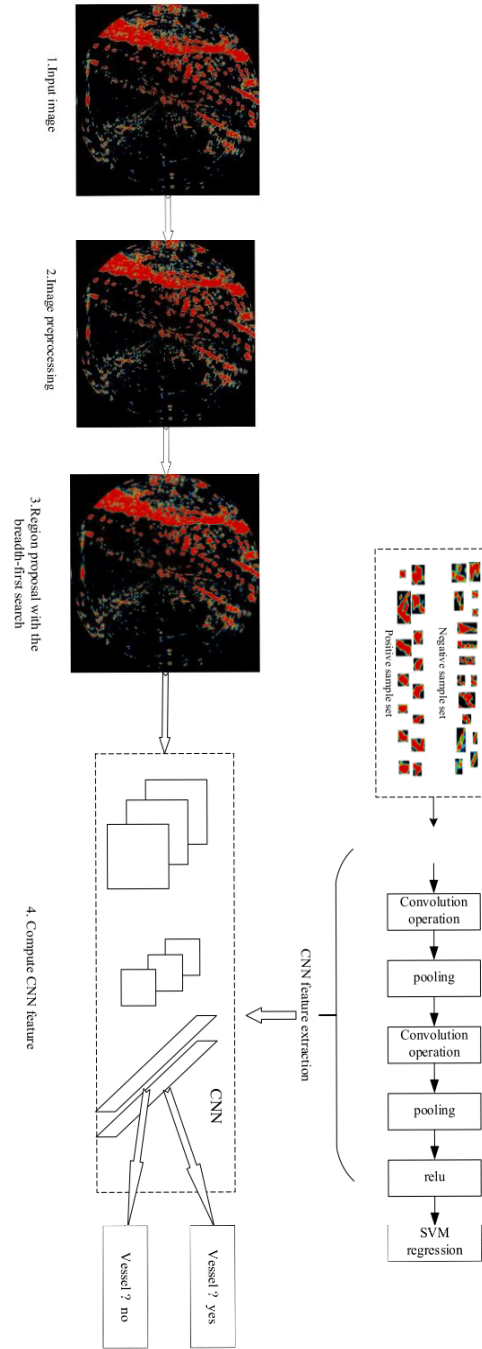 1.Input image
2.Image preprocessing
3.Region proposal with the
breadth-first search
4. Compute CNN feature
Negative sample set
Positive sample set
Convolution
operation
pooling
Convolution
operation
pooling
relu
SVM
regression
CNN feature extraction
CNN
Vessel ? yes
Vessel ? no